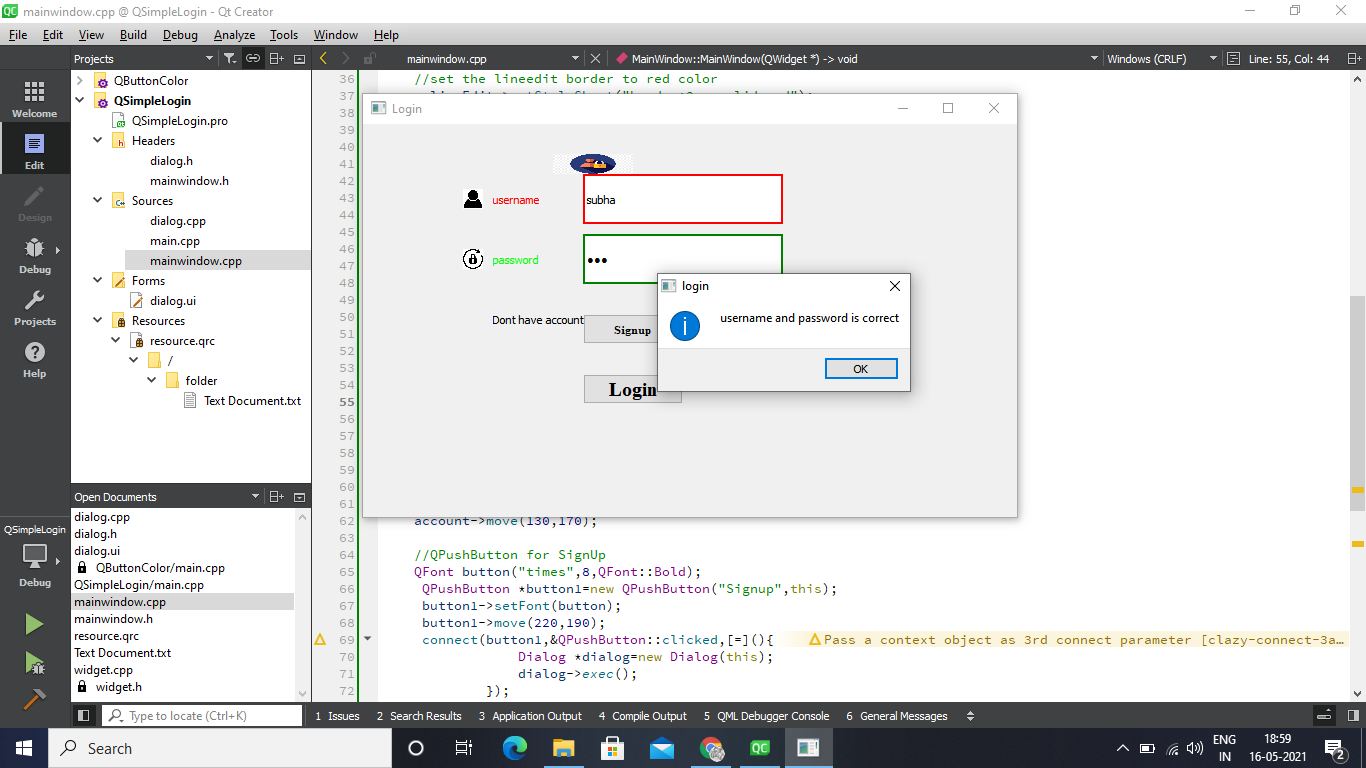 mainwindow.cpp @ QSimpleLogin - Qt Creator
File Edit View Build Debug Analyze Tools Window Help
Projects
mainwindow.cpp
MainWindow::MainWindow(QWidget *) -> void
Windows (CRLF)
Line: 55, Col: 44
Welcome
Edit
Design
Debug
Projects
Help
QSimpleLogin
Debug
QButtonColor
QSimpleLogin
QSimpleLogin.pro
Headers
dialog.h
mainwindow.h
Sources
dialog.cpp
main.cpp
mainwindow.cpp
Forms
dialog.ui
Resources
resource.qrc
/
folder
Text Document.txt
Open Documents
dialog.cpp
dialog.h
dialog.ui
QButtonColor/main.cpp
QSimpleLogin/main.cpp
mainwindow.cpp
mainwindow.h
resource.qrc
Text Document.txt
widget.cpp
widget.h
36 //set the lineedit border to red color
37
38
39
40
41
42
43
44
45
46
47
48
49
50
51
52
53
54
55
56
57
58
59
60
61
62 account->move(130,170);
63
64 //QPushButton for SignUp
65 QFont button("times",8,QFont::Bold);
66 QPushButton *button1=new QPushButton("Signup",this);
67 button1->setFont(button);
68 button1->move(220,190);
69 connect(button1,&QPushButton::clicked,[=](){ Pass a context object as 3rd connect parameter [clazy-connect-3a…
70 Dialog *dialog=new Dialog(this);
71 dialog->exec();
72 });
Login
username
subha
password
•••
Dont have account
Signup
Login
login
username and password is correct
OK
Type to locate (Ctrl+K)
1 Issues 2 Search Results 3 Application Output 4 Compile Output 5 QML Debugger Console 6 General Messages
Search
ENG
IN
18:59
16-05-2021
2